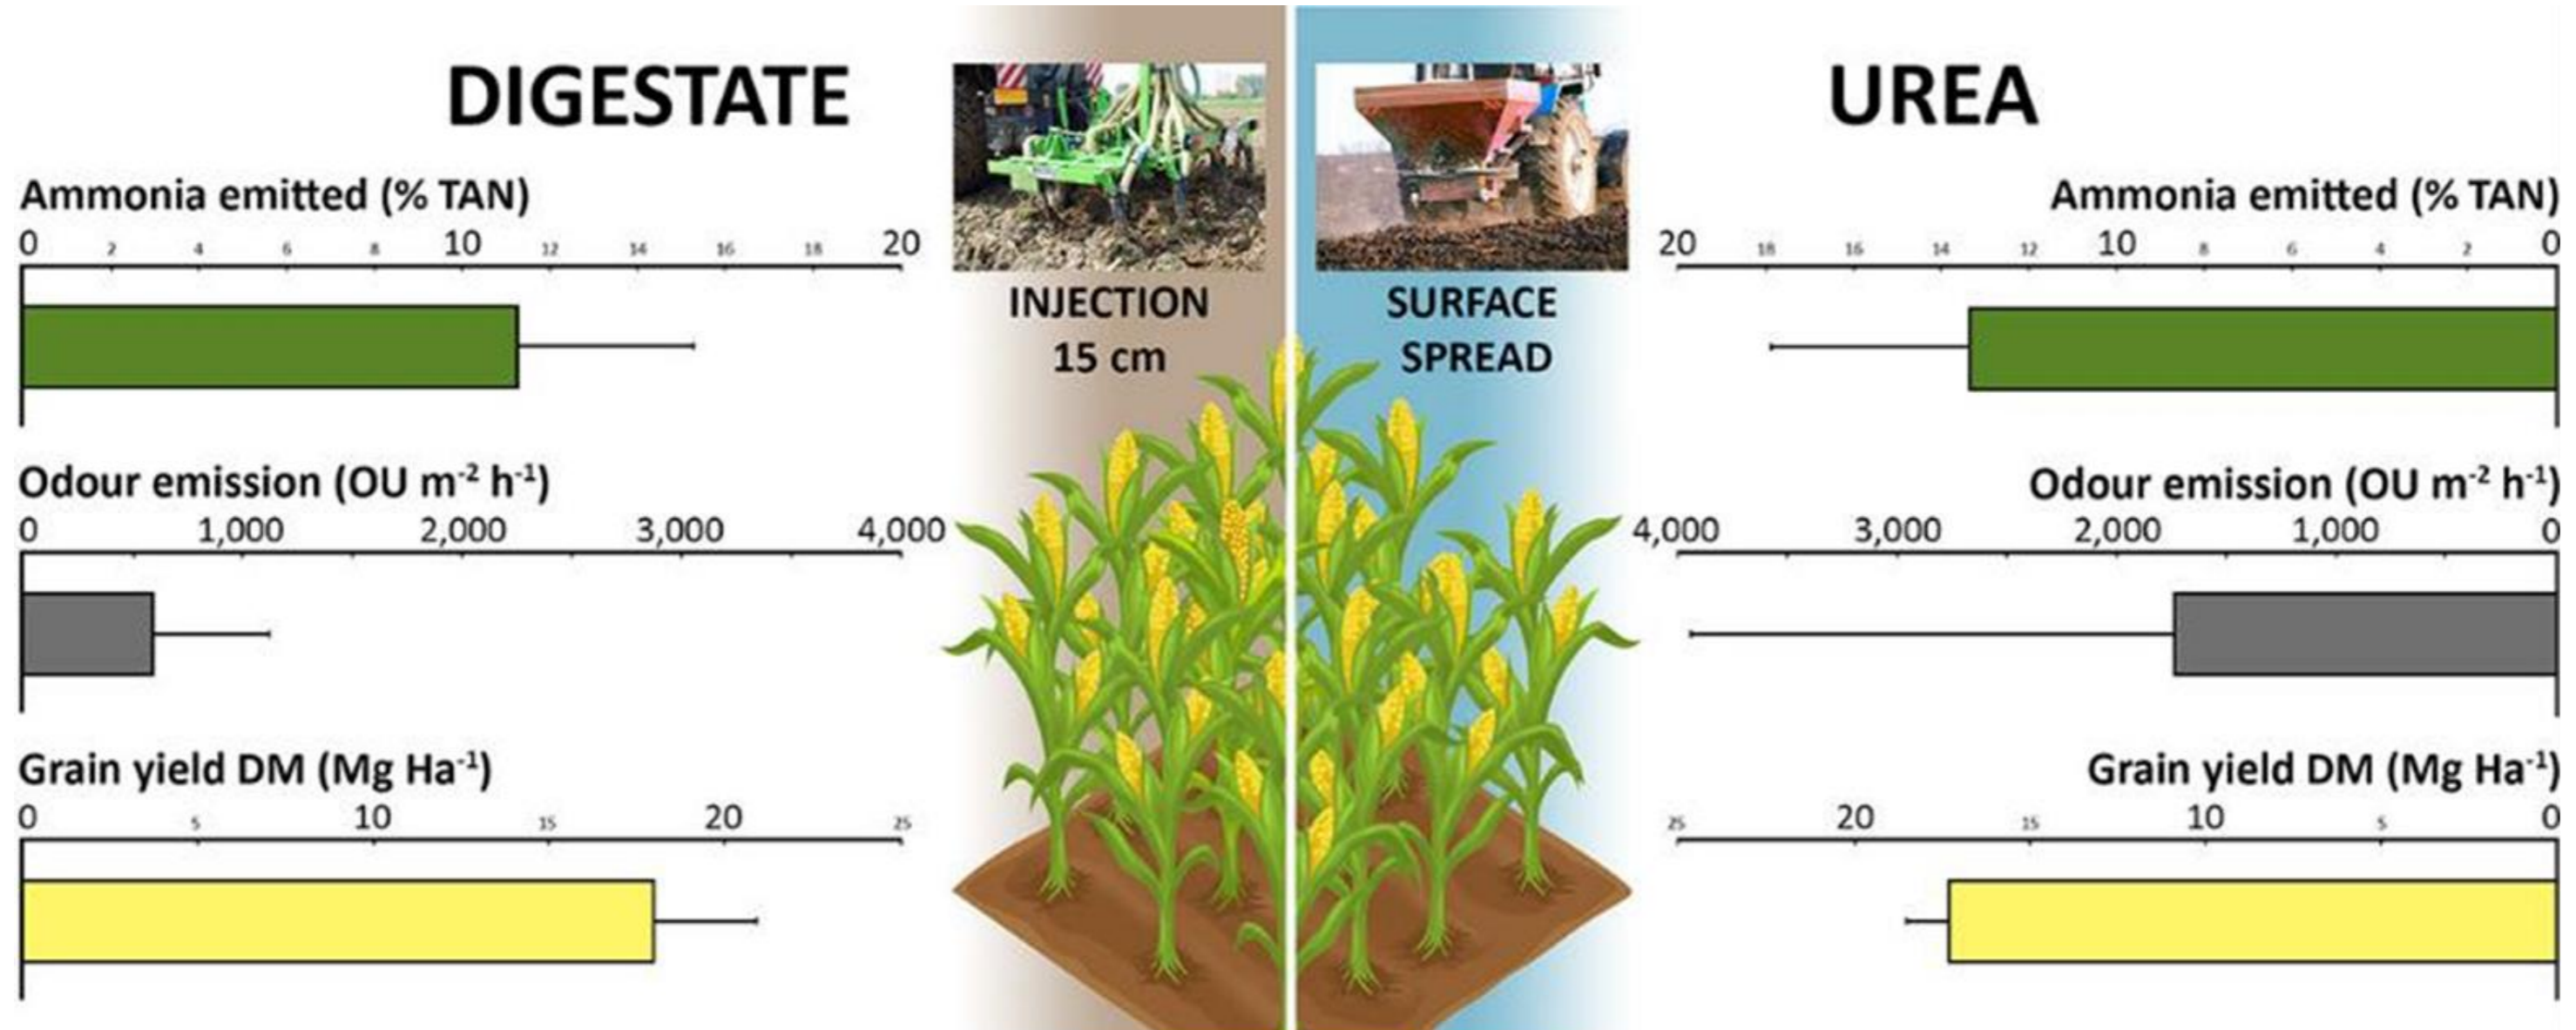 DIGESTATE
Ammonia emitted (% TAN)
0 2 4 6 8 10 12 14 16 18 20
Odour emission (OU m⁻² h⁻¹)
0 1,000 2,000 3,000 4,000
Grain yield DM (Mg Ha⁻¹)
0 5 10 15 20 25
INJECTION
15 cm
SURFACE
SPREAD
UREA
Ammonia emitted (% TAN)
20 18 16 14 12 10 8 6 4 2 0
Odour emission (OU m⁻² h⁻¹)
4,000 3,000 2,000 1,000 0
Grain yield DM (Mg Ha⁻¹)
25 20 15 10 5 0